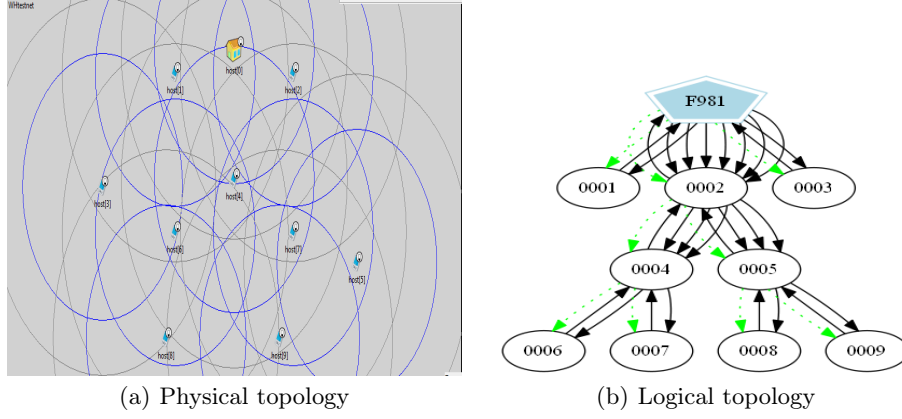 WHtestnet
host[0]
host[1]
host[2]
host[4]
host[3]
host[6]
host[7]
host[5]
host[8]
host[9]
(a) Physical topology
F981
0001
0002
0003
0004
0005
0006
0007
0008
0009
(b) Logical topology